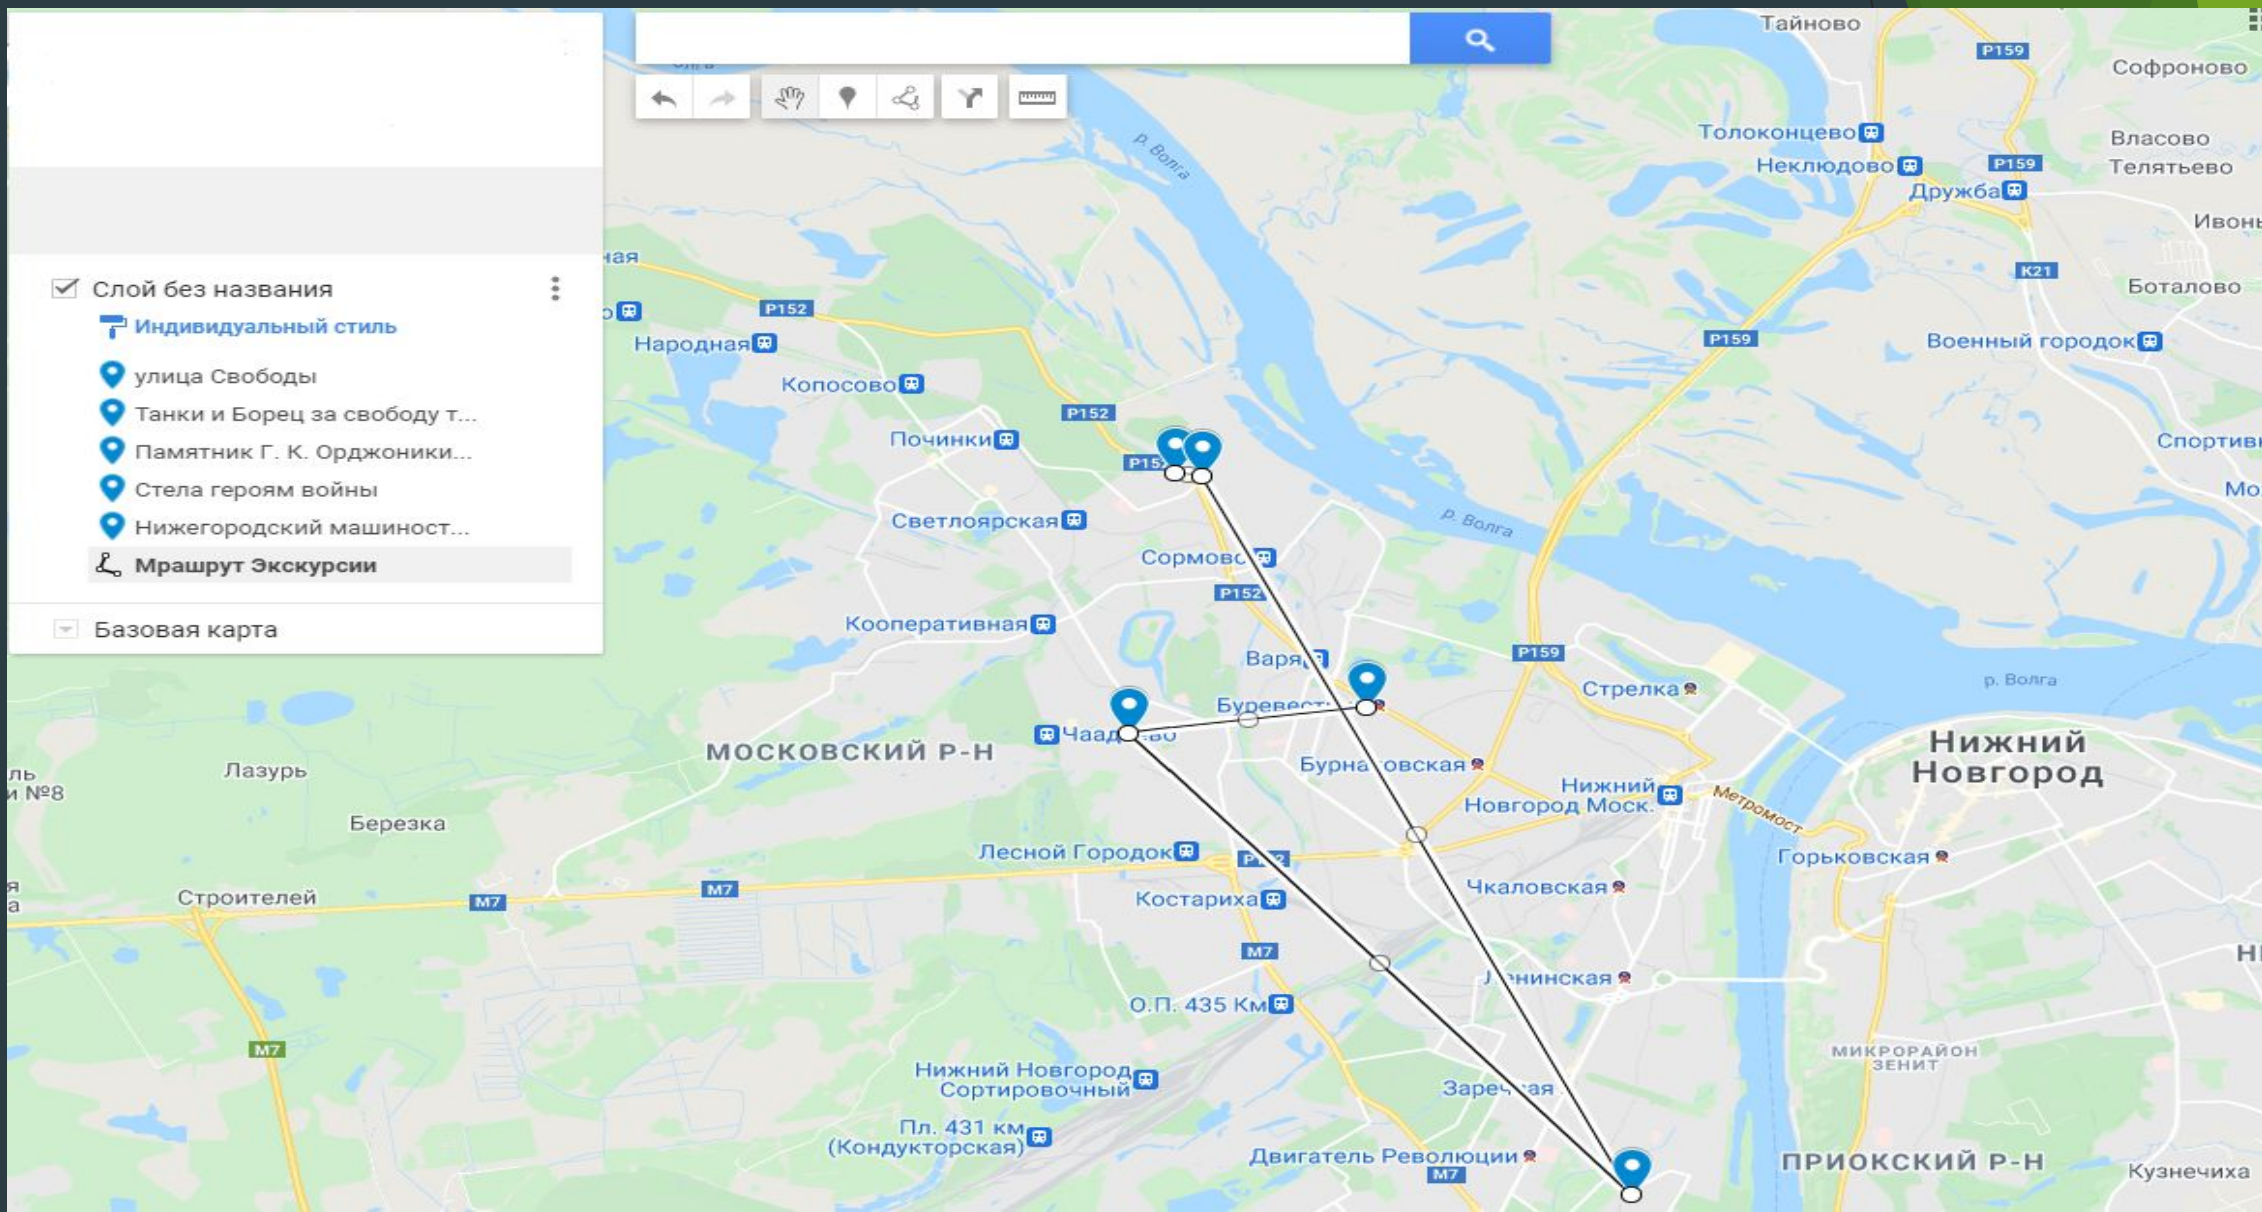 Слой без названия
Индивидуальный стиль
улица Свободы
Танки и Борец за свободу т...
Памятник Г. К. Орджоники...
Стела героям войны
Нижегородский машиност...
Мрашрут Экскурсии
Базовая карта
Тайново
P159
Софроново
р. Волга
Толоконцево
Власово
Неклюдово
P159
Телятьево
Дружба
K21
Боталово
P152
Народная
P159
Военный городок
Копосово
P152
Починки
Светлоярская
р. Волга
Сормово
P152
Кооперативная
P159
Стрелка
р. Волга
Чаад
МОСКОВСКИЙ Р-Н
Нижний
Новгород
Лазурь
и №8
Бурнаковская
Нижний
Новгород Моск.
Метромост
Березка
Лесной Городок
Горьковская
Строителей
M7
M7
Костариха
Чкаловская
M7
Ленинская
О.П. 435 Км
M7
МИКРОРАЙОН
ЗЕНИТ
Нижний Новгород
Сортировочный
Заречная
Пл. 431 км
(Кондукторская)
Двигатель Революции
M7
ПРИОКСКИЙ Р-Н
Кузнечиха